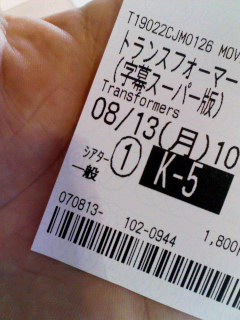 T19022CJM0126 MOV
トランスフォーマー
(字幕スーパー版)
Transformers
08/13(月)10
シアター 1 K-5
一般
070813-
102-0944
1,800